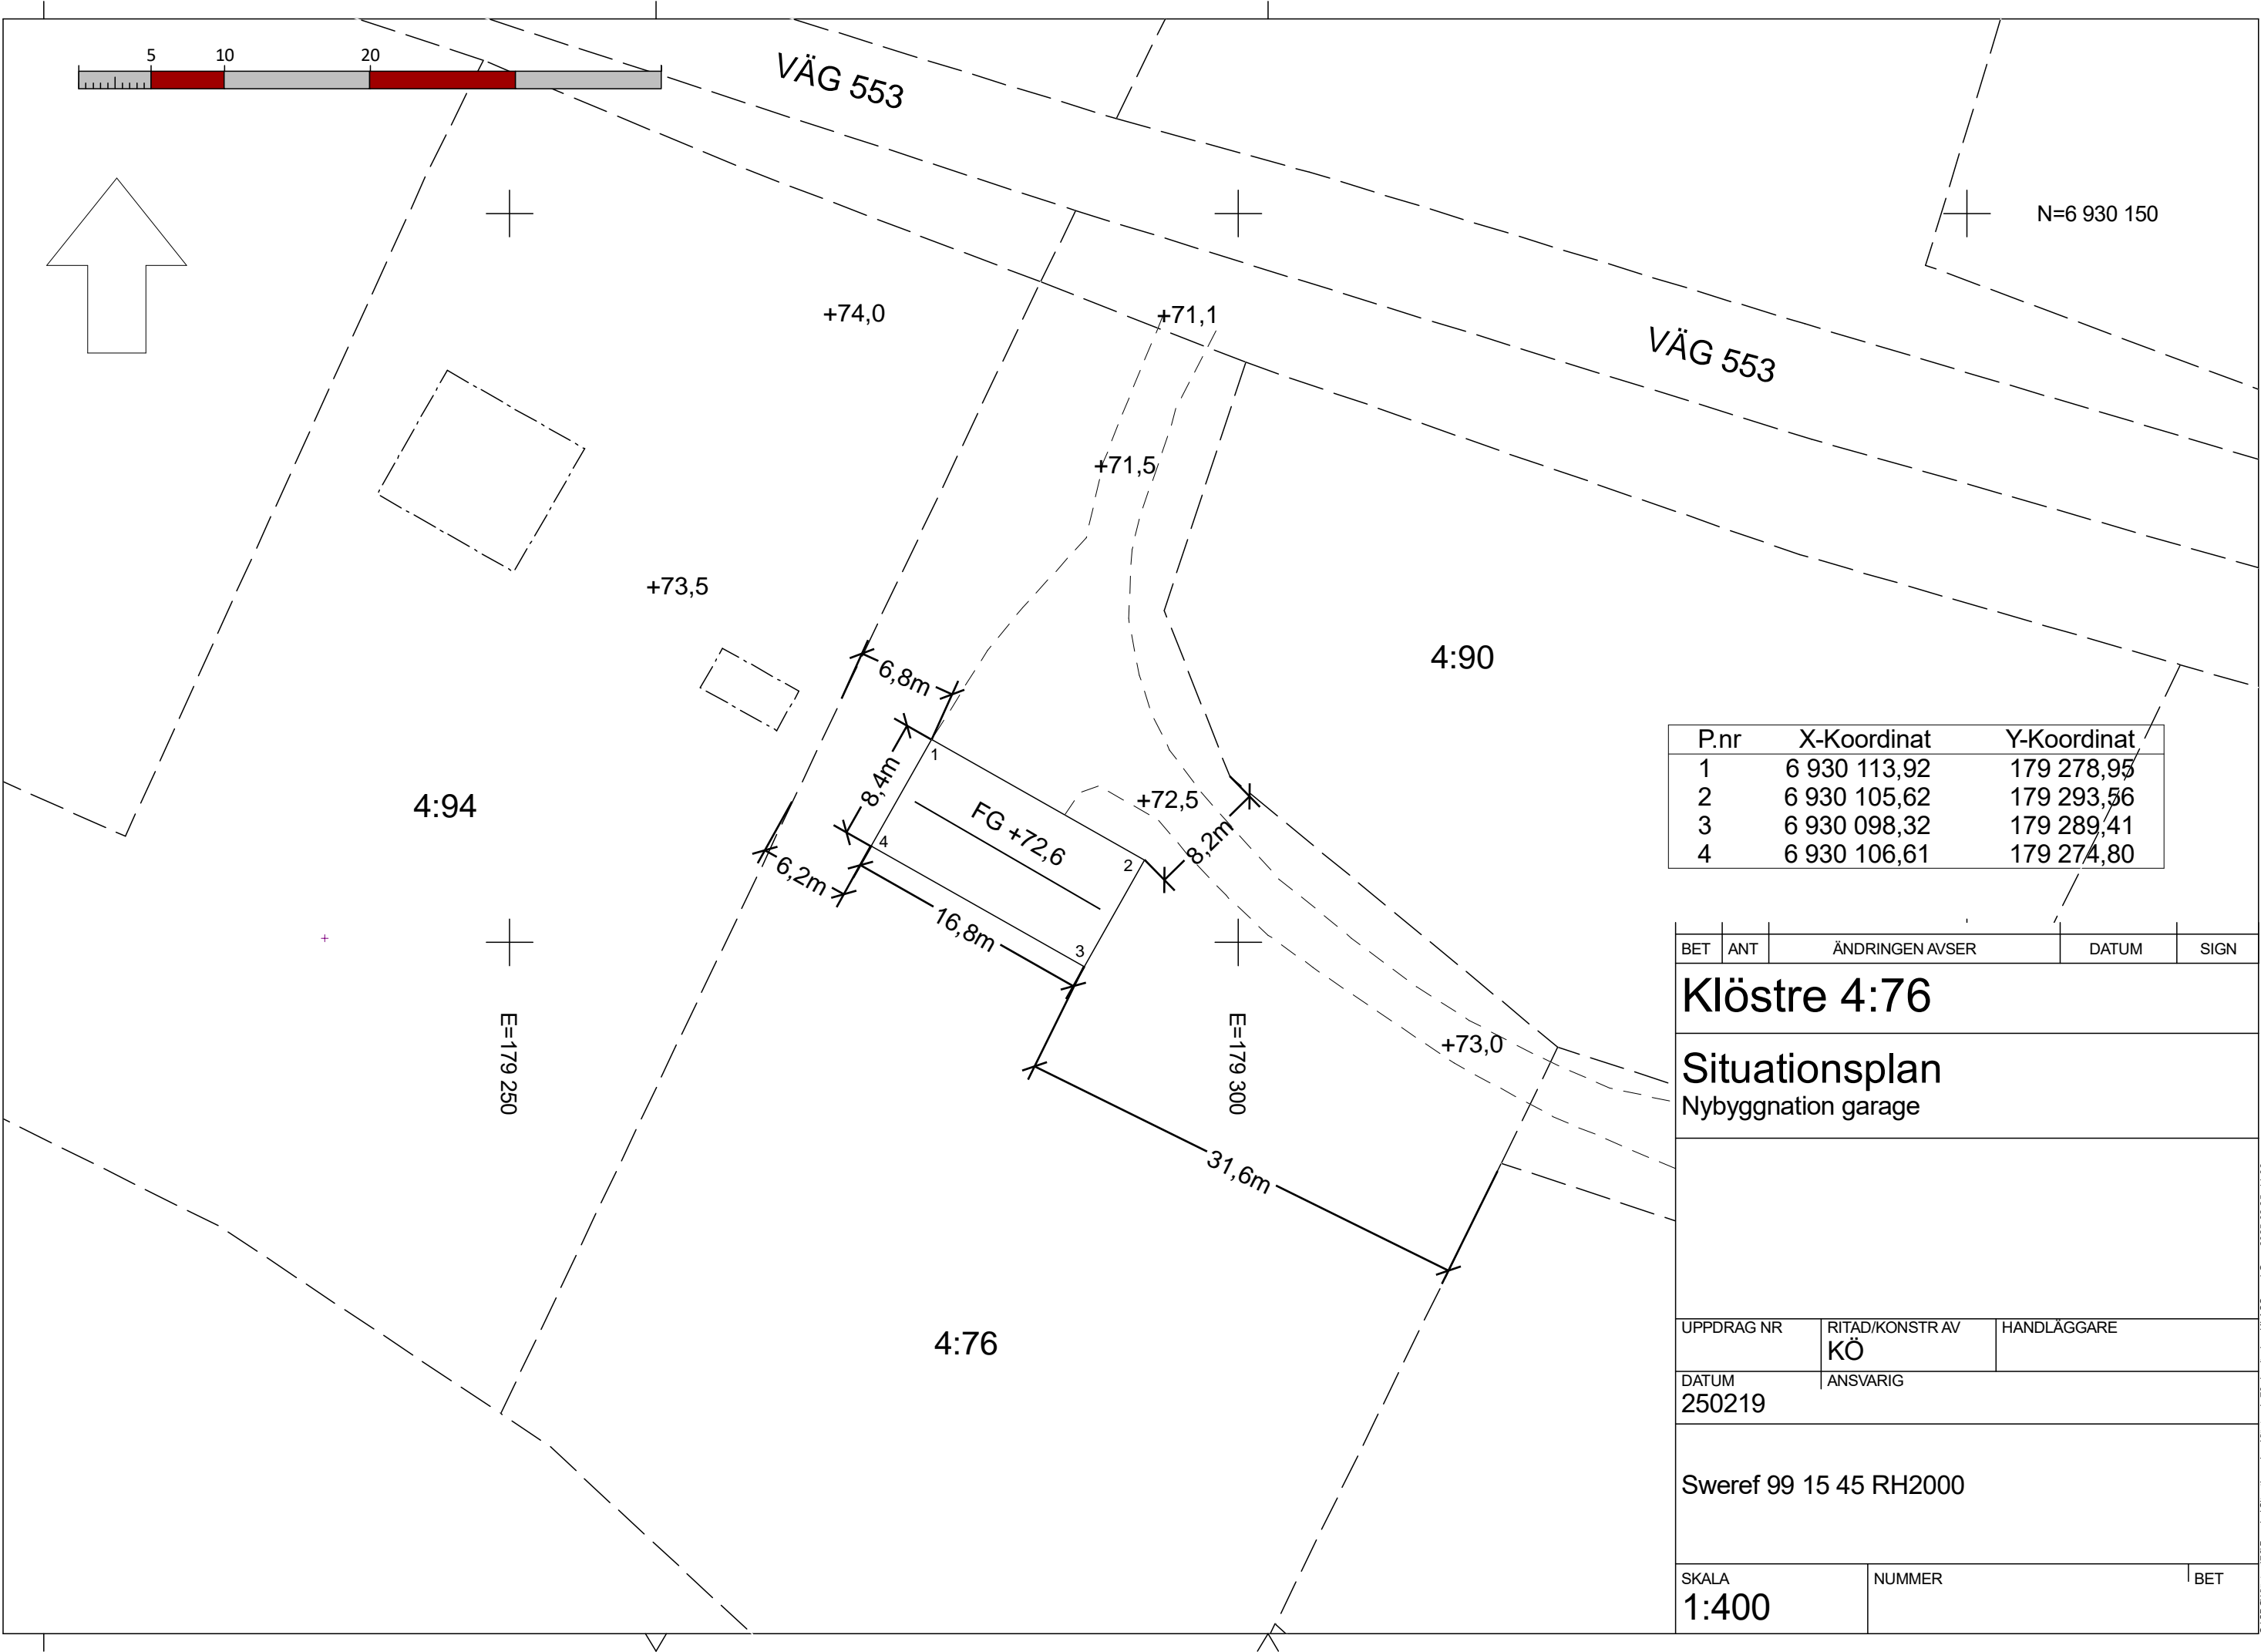 5 10 20
VÄG 553
N=6 930 150
+74,0
+71,1
VÄG 553
+71,5
+73,5
4:90
6,8m
P.nr X-Koordinat Y-Koordinat
1 6 930 113,92 179 278,95
2 6 930 105,62 179 293,56
3 6 930 098,32 179 289,41
4 6 930 106,61 179 274,80
1
8,4m
4:94
FG +72,6
+72,5
8,2m
4
2
6,2m
16,8m
3
E=179 250
E=179 300
+73,0
31,6m
4:76
BET ANT ÄNDRINGEN AVSER DATUM SIGN
Klöstre 4:76
Situationsplan
Nybyggnation garage
UPPDRAG NR RITAD/KONSTR AV HANDLÄGGARE
KÖ
DATUM ANSVARIG
250219
Sweref 99 15 45 RH2000
SKALA NUMMER BET
1:400